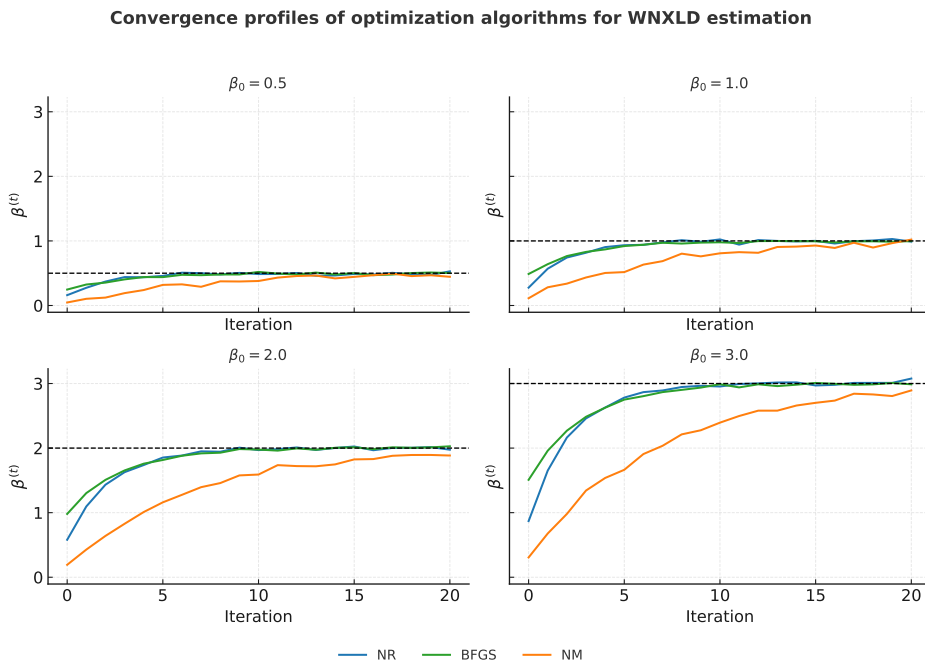 Convergence profiles of optimization algorithms for WNXLD estimation
β₀ = 0.5
β₀ = 1.0
3
2
1
0
β⁽ᵗ⁾
β⁽ᵗ⁾
Iteration
Iteration
β₀ = 2.0
β₀ = 3.0
3
2
1
0
β⁽ᵗ⁾
β⁽ᵗ⁾
0 5 10 15 20
0 5 10 15 20
Iteration
Iteration
NR BFGS NM